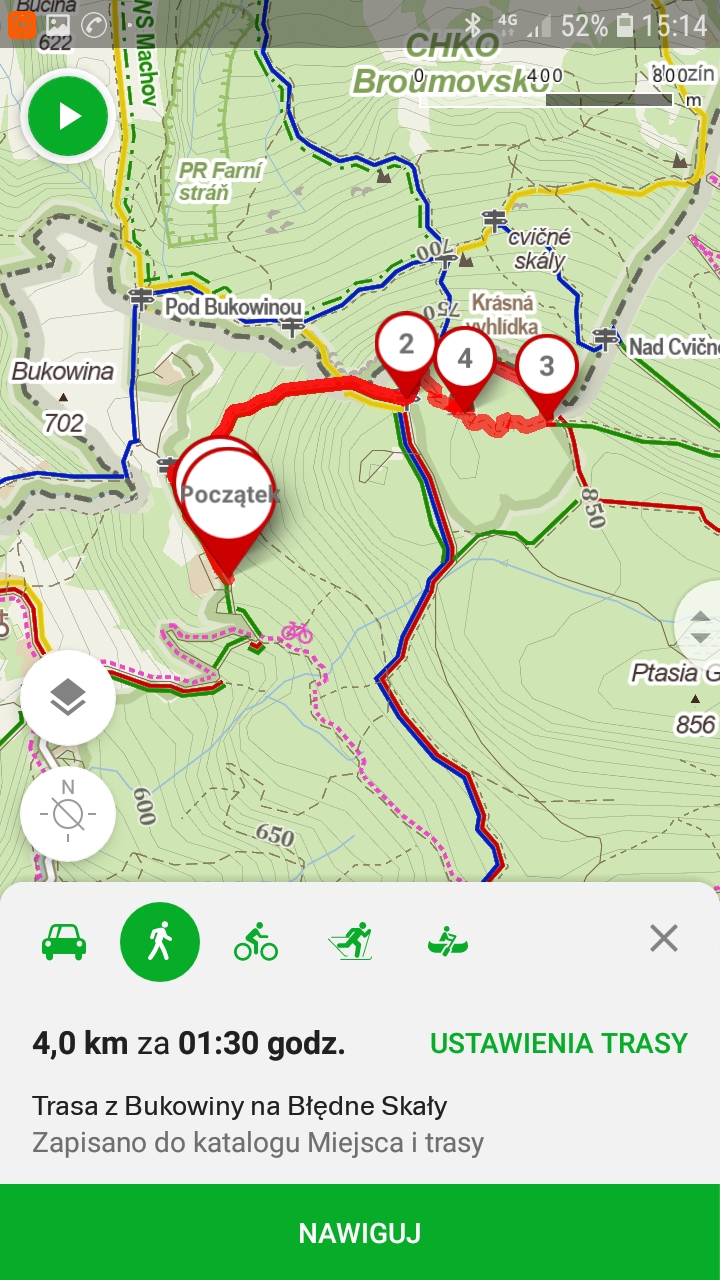 Bučina
622
4G 52% 15:14
NS Machov
CHKO
Broumovsko
0 400 800 m
PR Farní
stráň
cvičné
skály
700
750
Krásná
vyhlídka
Pod Bukowinou
Nad Cvičn
Bukowina
702
2
4
3
Początek
850
Ptasia G
856
N
600
650
4,0 km za 01:30 godz.
USTAWIENIA TRASY
Trasa z Bukowiny na Błędne Skały
Zapisano do katalogu Miejsca i trasy
NAWIGUJ